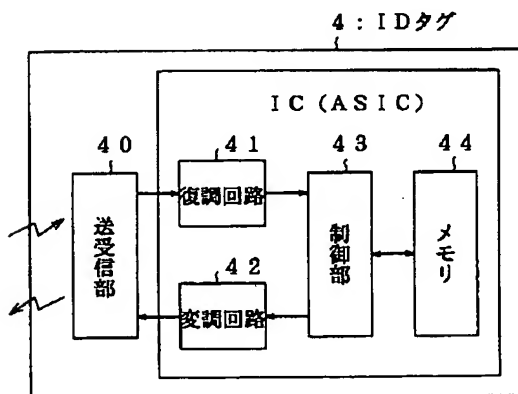 4：IDタグ
IC（ASIC）
40
41
43
44
復調回路
送受信部
制御部
メモリ
42
変調回路